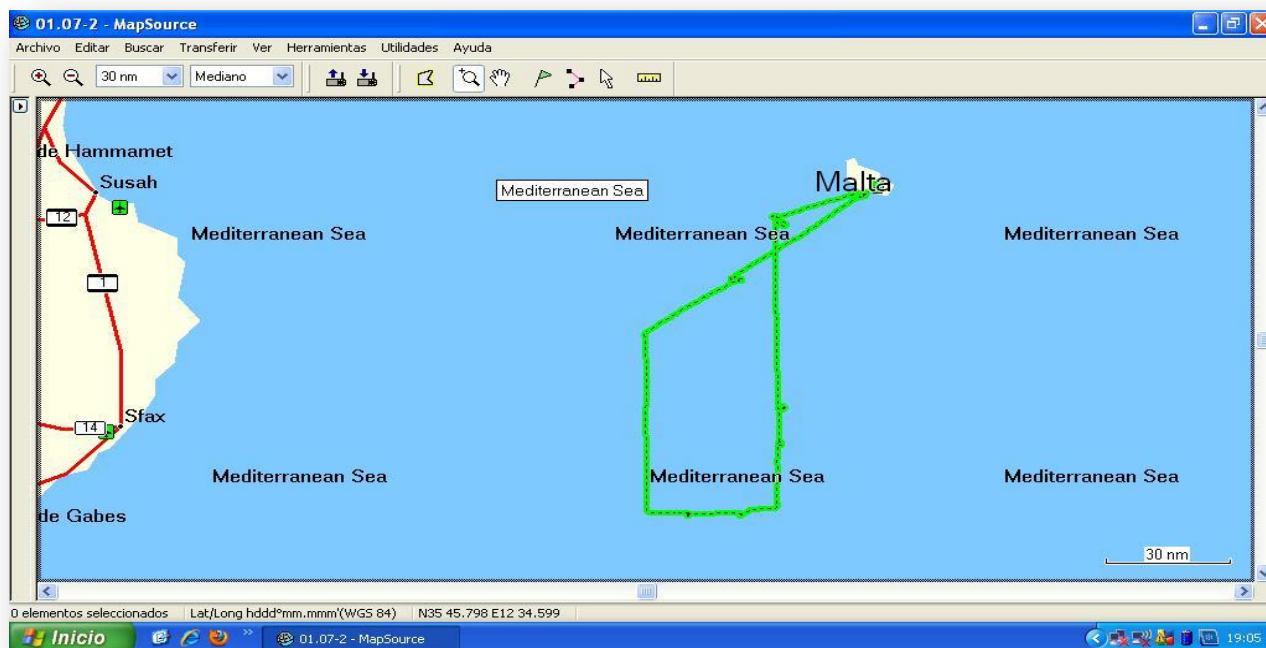 01.07-2 - MapSource
Archivo Editar Buscar Transferir Ver Herramientas Utilidades Ayuda
30 nm Mediano
de Hammamet
Susah
Malta
Mediterranean Sea
12
Mediterranean Sea Mediterranean Sea Mediterranean Sea
1
Sfax
14
Mediterranean Sea Mediterranean Sea Mediterranean Sea
de Gabes
30 nm
0 elementos seleccionados Lat/Long hddd°mm.mmm'(WGS 84) N35 45.798 E12 34.599
Inicio 01.07-2 - MapSource 19:05